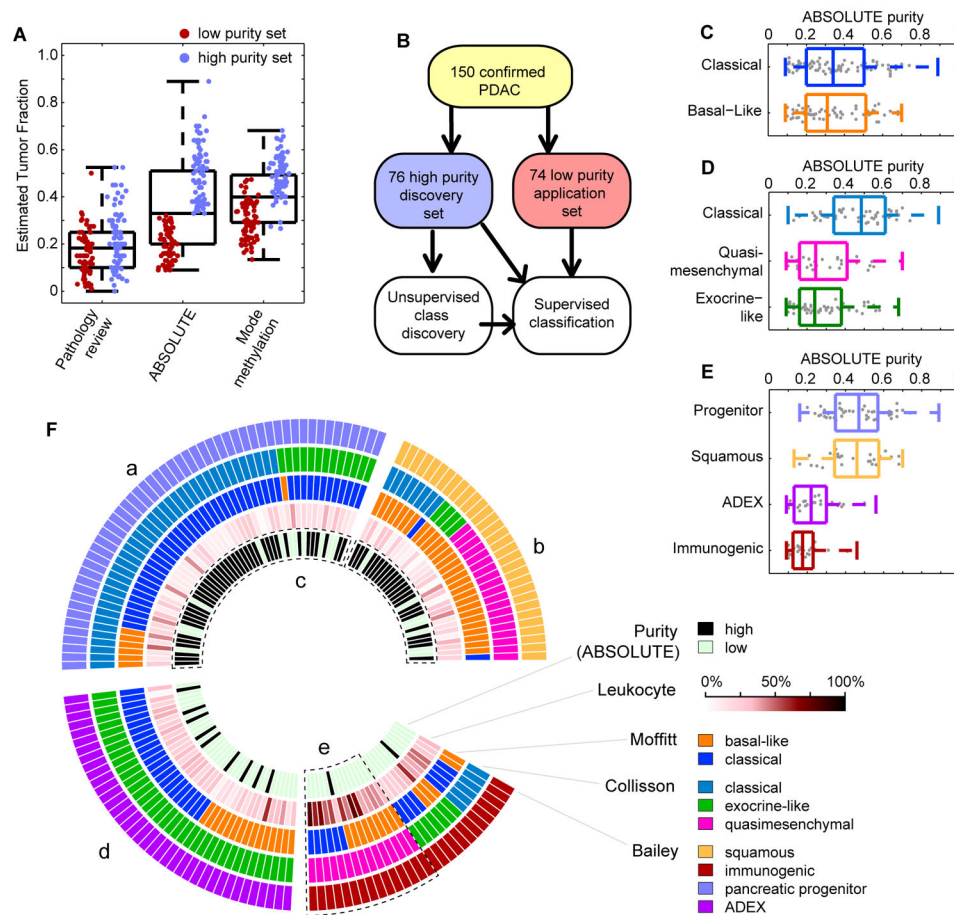 A
low purity set
high purity set
Estimated Tumor Fraction
1.0
0.8
0.6
0.4
0.2
0
Pathology
review
ABSOLUTE
Mode
methylation
B
150 confirmed
PDAC
76 high purity
discovery
set
74 low purity
application
set
Unsupervised
class
discovery
Supervised
classification
C
ABSOLUTE purity
0 0.2 0.4 0.6 0.8
Classical
Basal-Like
D
ABSOLUTE purity
0 0.2 0.4 0.6 0.8
Classical
Quasi-
mesenchymal
Exocrine-
like
E
ABSOLUTE purity
0 0.2 0.4 0.6 0.8
Progenitor
Squamous
ADEX
Immunogenic
F
a
b
c
d
e
Purity
(ABSOLUTE)
high
low
Leukocyte
0% 50% 100%
Moffitt
basal-like
classical
Collisson
classical
exocrine-like
quasimesenchymal
Bailey
squamous
immunogenic
pancreatic progenitor
ADEX